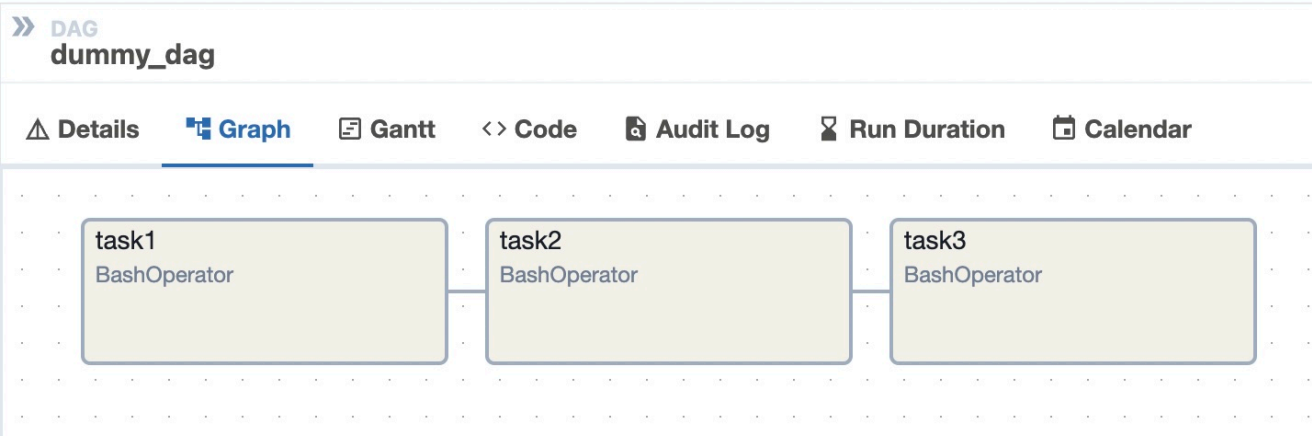 DAG
dummy_dag
Details Graph Gantt Code Audit Log Run Duration Calendar
task1 task2 task3
BashOperator BashOperator BashOperator